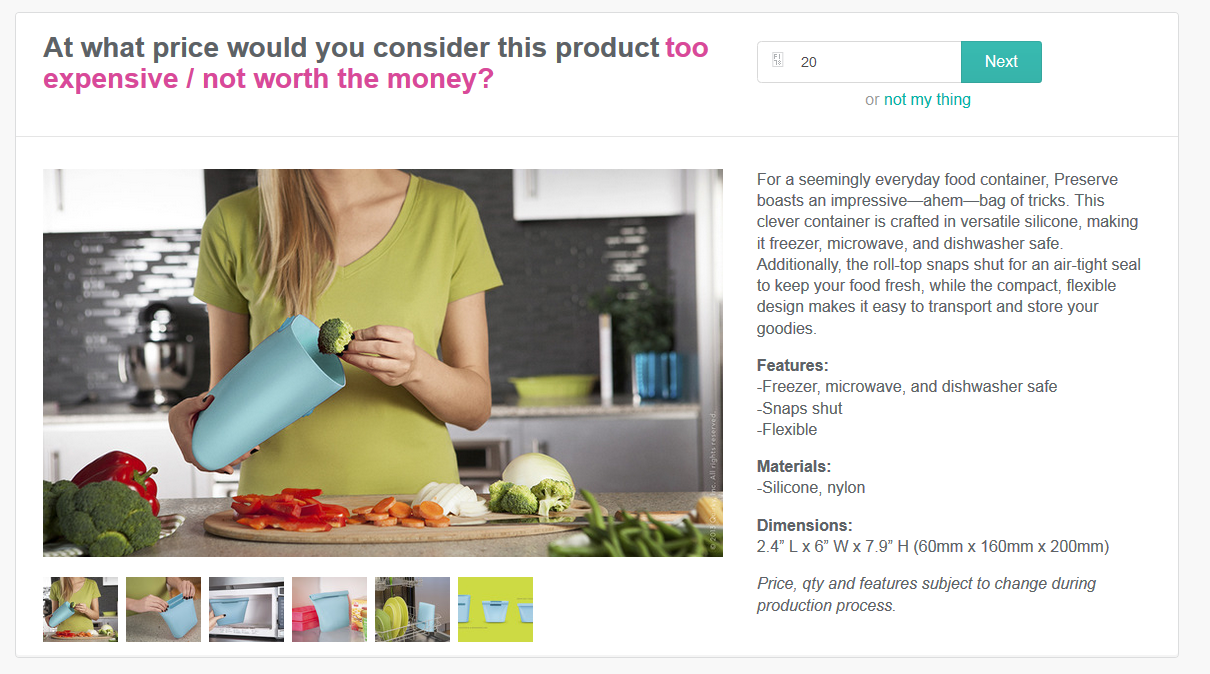 At what price would you consider this product too
expensive / not worth the money?
20
Next
or not my thing
For a seemingly everyday food container, Preserve
boasts an impressive—ahem—bag of tricks. This
clever container is crafted in versatile silicone, making
it freezer, microwave, and dishwasher safe.
Additionally, the roll-top snaps shut for an air-tight seal
to keep your food fresh, while the compact, flexible
design makes it easy to transport and store your
goodies.
Features:
-Freezer, microwave, and dishwasher safe
-Snaps shut
-Flexible
Materials:
-Silicone, nylon
Dimensions:
2.4” L x 6” W x 7.9” H (60mm x 160mm x 200mm)
Price, qty and features subject to change during
production process.
All rights reserved.